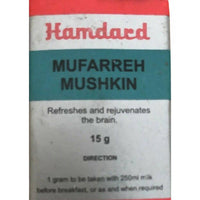 Hamdard
MUFARREH
MUSHKIN
Refreshes and rejuvenates
the brain.
15 g
DIRECTION
1 gram to be taken with 250ml milk
before breakfast, or as and when required